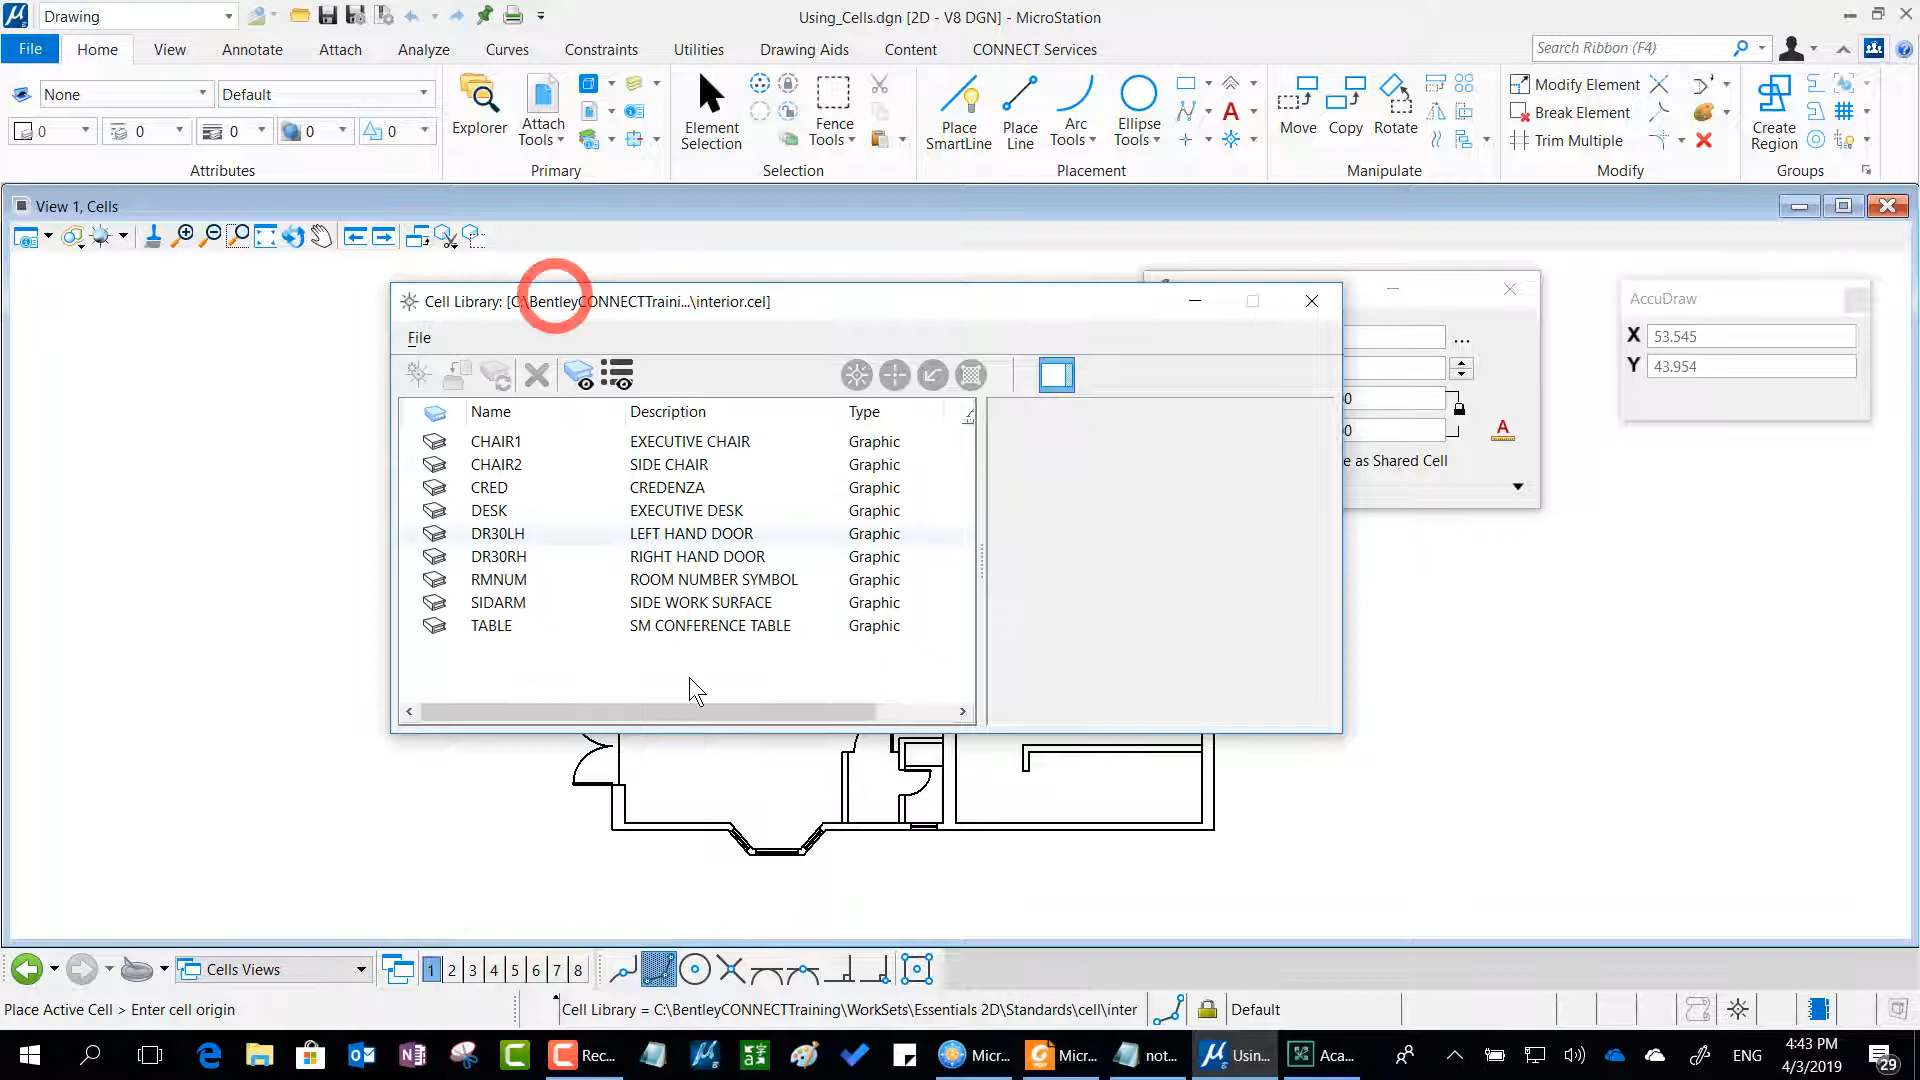 Drawing
Using_Cells.dgn [2D - V8 DGN] - MicroStation
File Home View Annotate Attach Analyze Curves Constraints Utilities Drawing Aids Content CONNECT Services
Search Ribbon (F4)
None
Default
0 0 0 0 0
Attributes
Explorer
Attach Tools
Primary
Element Selection
Fence Tools
Selection
Place SmartLine
Place Line
Arc Tools
Ellipse Tools
Placement
Move
Copy
Rotate
Manipulate
Modify Element
Break Element
Trim Multiple
Modify
Create Region
Groups
View 1, Cells
Cell Library: [C:\BentleyCONNECTTraini...\interior.cel]
File
Name Description Type
CHAIR1 EXECUTIVE CHAIR Graphic
CHAIR2 SIDE CHAIR Graphic
CRED CREDENZA Graphic
DESK EXECUTIVE DESK Graphic
DR30LH LEFT HAND DOOR Graphic
DR30RH RIGHT HAND DOOR Graphic
RMNUM ROOM NUMBER SYMBOL Graphic
SIDARM SIDE WORK SURFACE Graphic
TABLE SM CONFERENCE TABLE Graphic
...
0
0
e as Shared Cell
AccuDraw
X 53.545
Y 43.954
Cells Views
1 2 3 4 5 6 7 8
Place Active Cell > Enter cell origin
Cell Library = C:\BentleyCONNECTTraining\WorkSets\Essentials 2D\Standards\cell\inter
Default
Rec...
Micr...
Micr...
not...
Usin...
Aca...
ENG
4:43 PM
4/3/2019
29